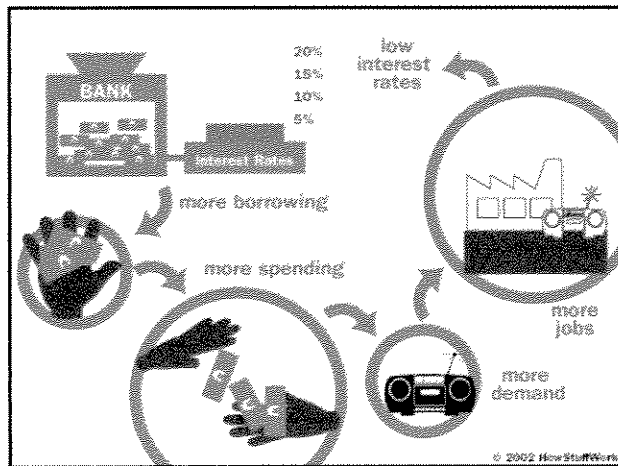 20%
15%
10%
5%
low
interest
rates
BANK
Interest Rates
more borrowing
more spending
more
demand
more
jobs
© 2002 HowStuffWork